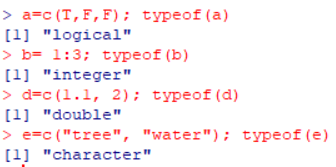 > a=c(T,F,F); typeof(a)
[1] "logical"
> b= 1:3; typeof(b)
[1] "integer"
> d=c(1.1, 2); typeof(d)
[1] "double"
> e=c("tree", "water"); typeof(e)
[1] "character"